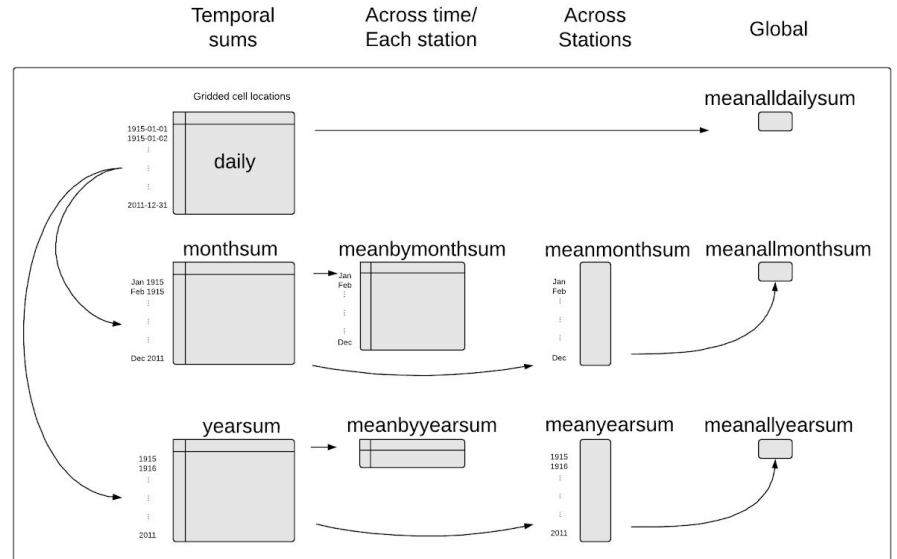 Temporal
sums
Across time/
Each station
Across
Stations
Global
Gridded cell locations
meanalldailysum
1915-01-01
1915-01-02
daily
2011-12-31
monthsum
meanbymonthsum
meanmonthsum
meanallmonthsum
Jan 1915
Feb 1915
Dec 2011
Jan
Feb
Dec
Jan
Feb
Dec
yearsum
meanbyyearsum
meanyearsum
meanallyearsum
1915
1916
2011
1915
1916
2011